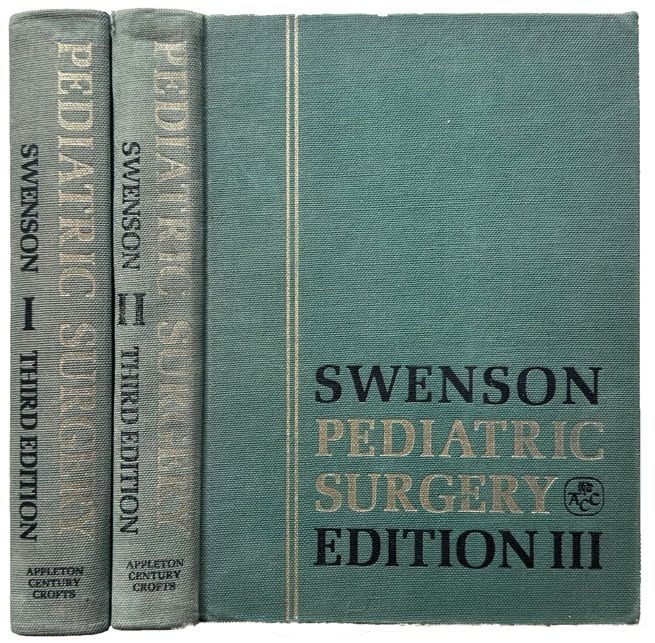 PEDIATRIC SURGERY
SWENSON I THIRD EDITION
APPLETON
CENTURY
CROFTS
PEDIATRIC SURGERY
SWENSON II THIRD EDITION
APPLETON
CENTURY
CROFTS
SWENSON
PEDIATRIC
SURGERY
ACC
EDITION III